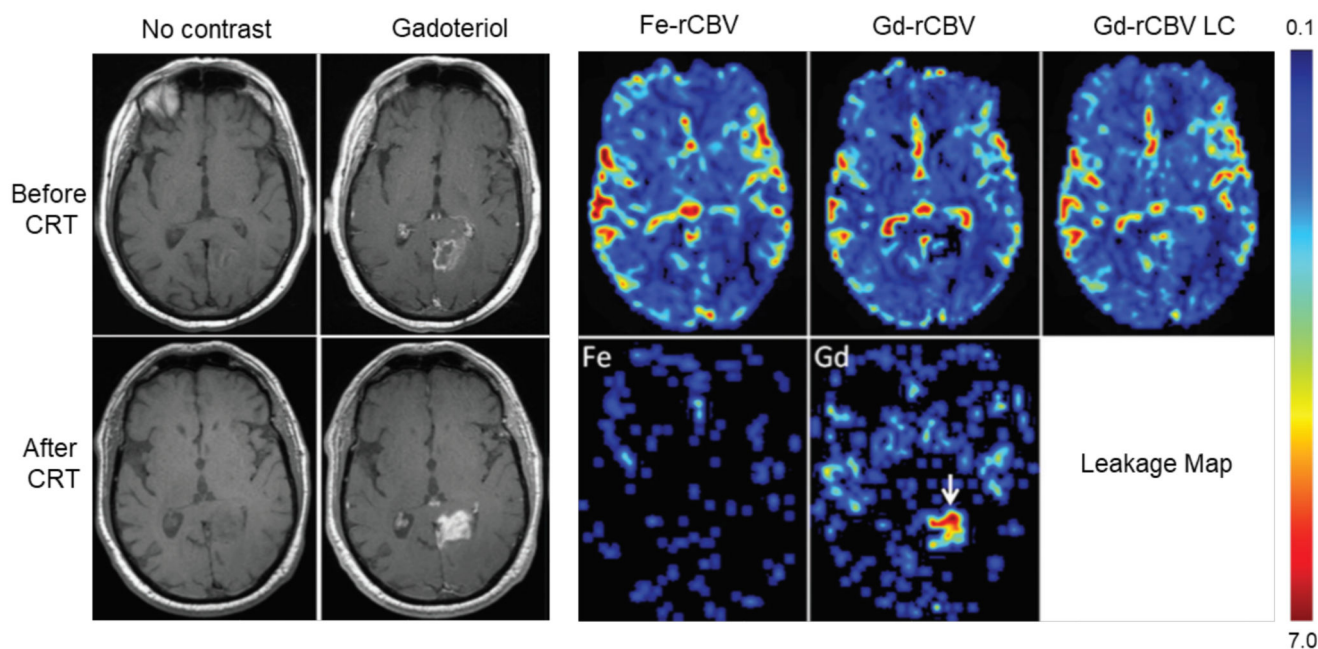 No contrast
Gadoteriol
Fe-rCBV
Gd-rCBV
Gd-rCBV LC
0.1
Before
CRT
Fe
Gd
After
CRT
Leakage Map
7.0